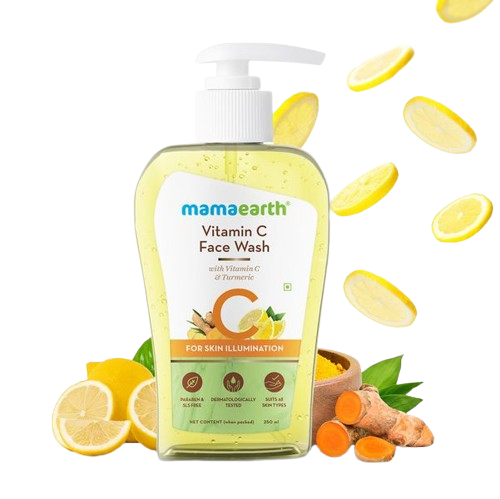 mamaearth®
Vitamin C
Face Wash
with Vitamin C
& Turmeric
C
FOR SKIN ILLUMINATION
PARABEN & DERMATOLOGICALLY SUITS All
SLS FREE TESTED SKIN TYPES
NET CONTENT (when packed) 250 ml